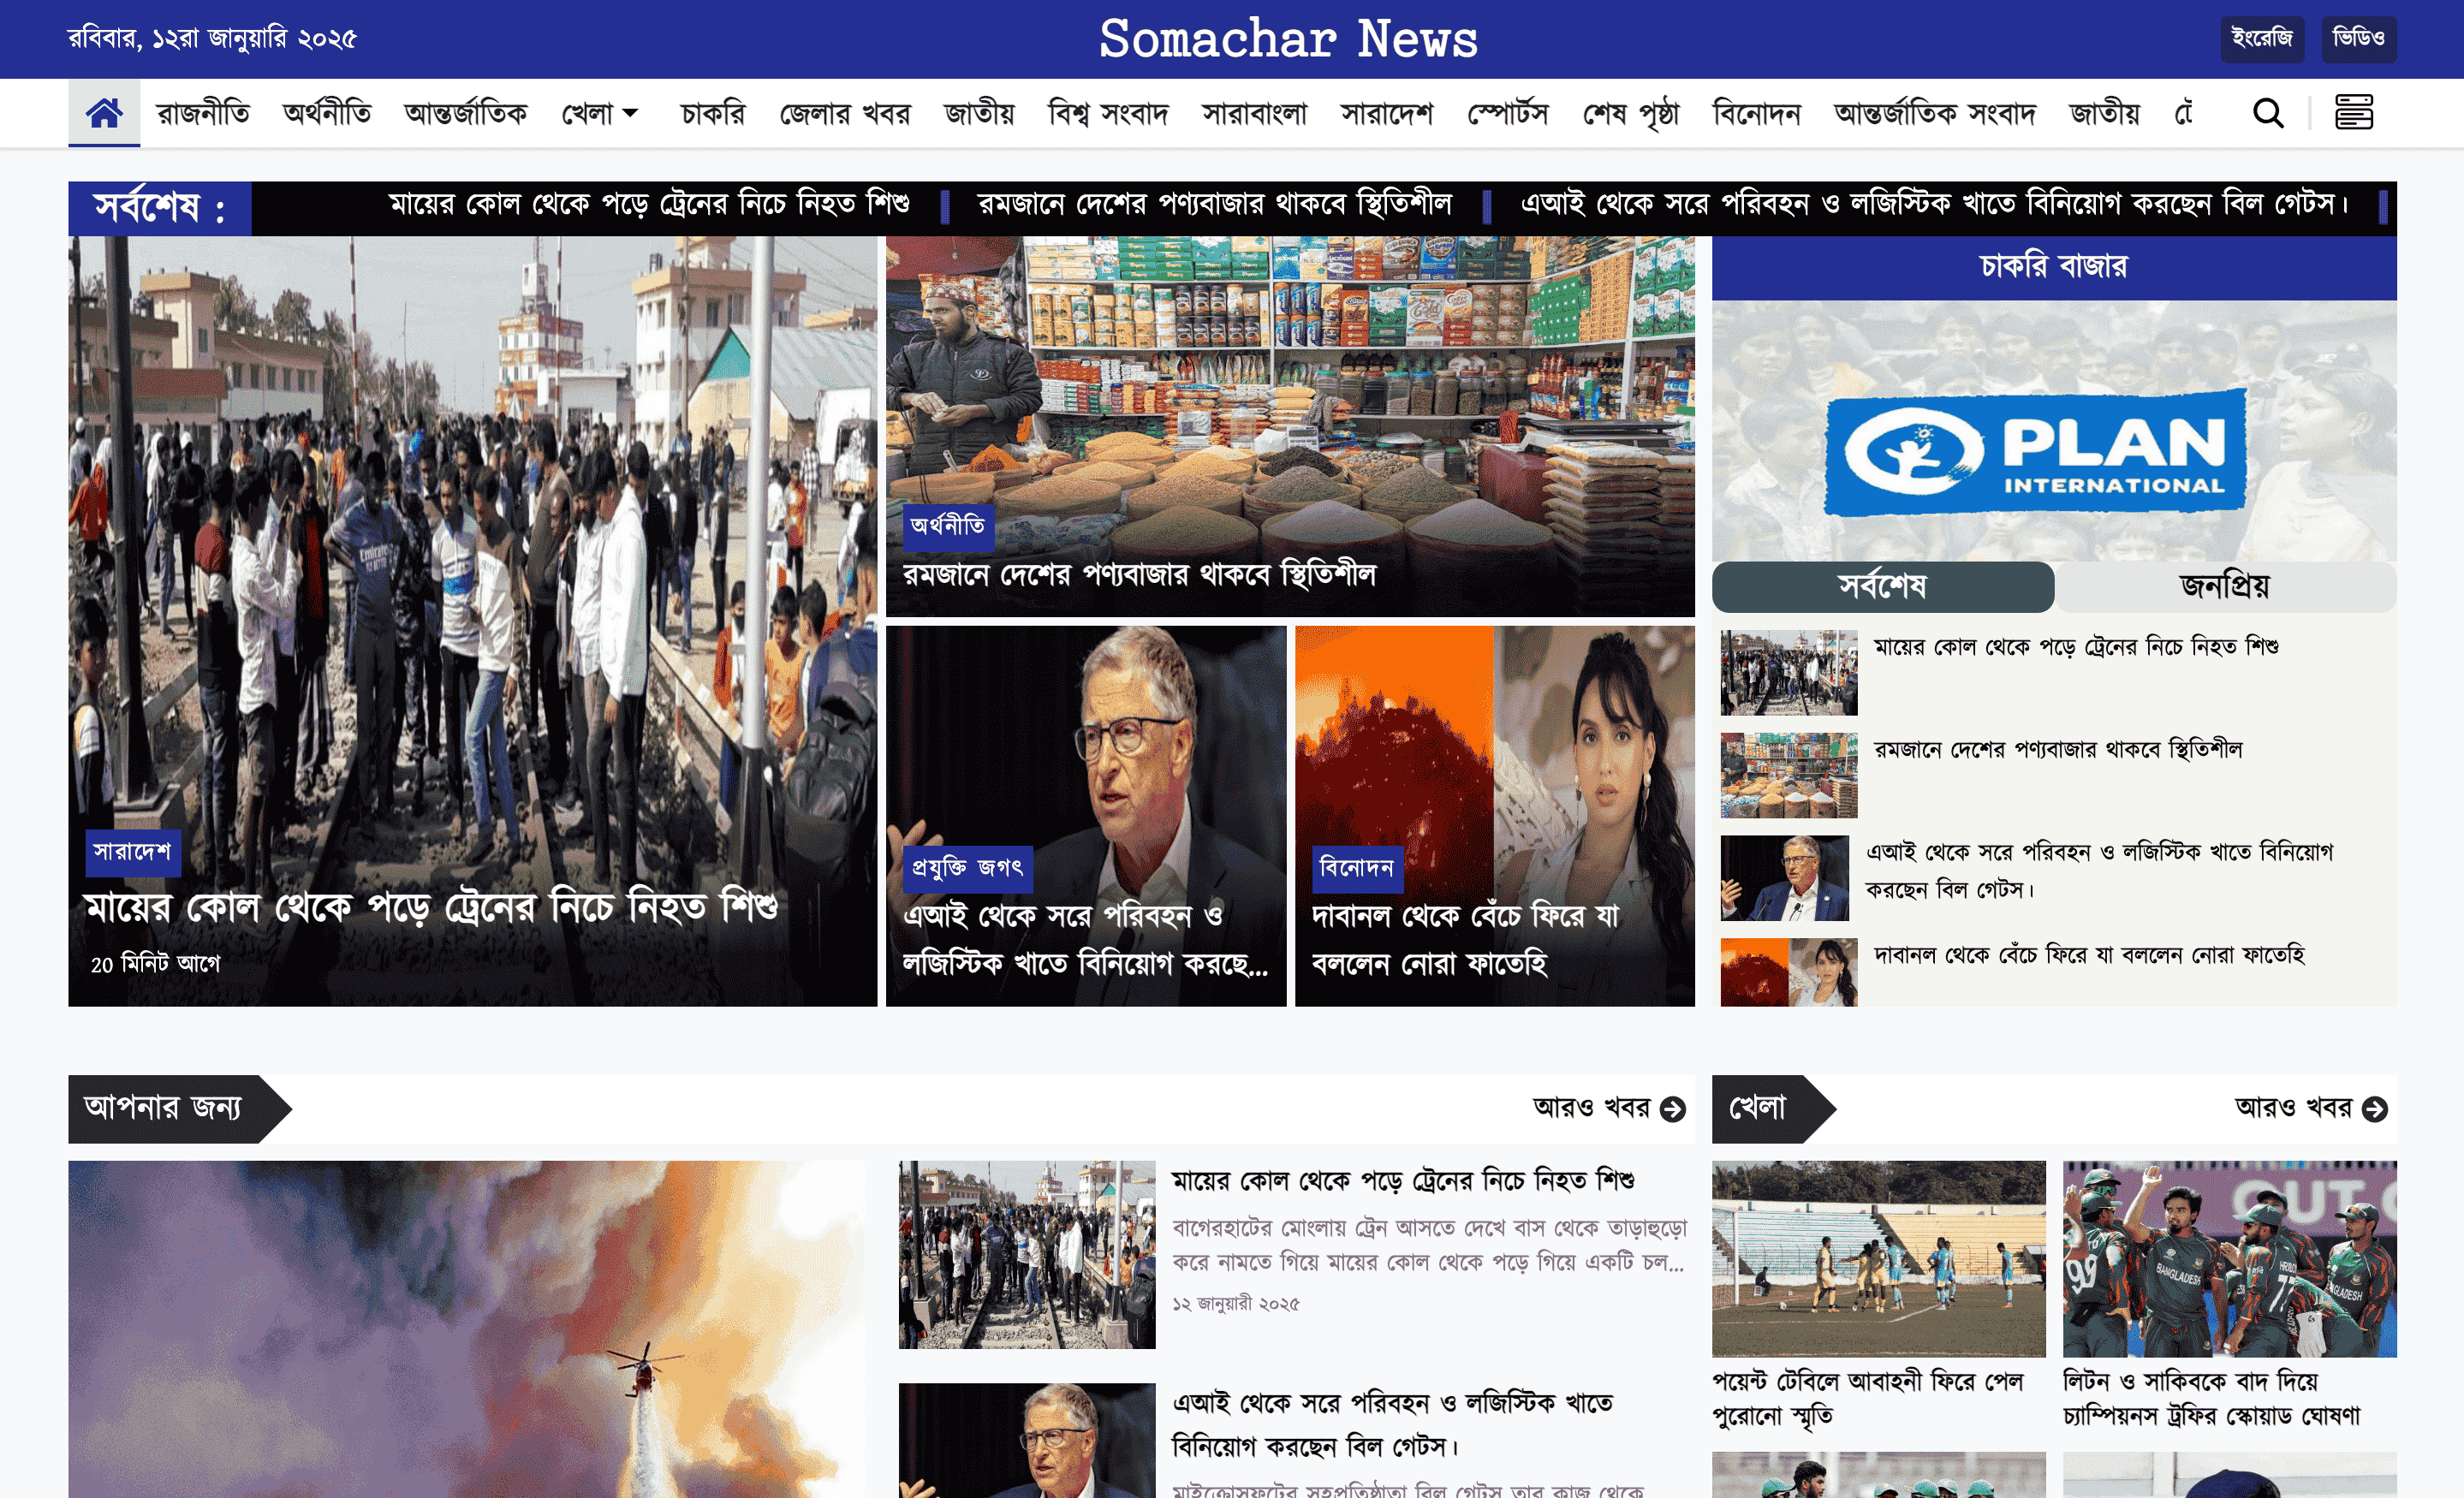 রবিবার, ১২রা জানুয়ারি ২০২৫
Somachar News
ইংরেজি
ভিডিও
রাজনীতি অর্থনীতি আন্তর্জাতিক খেলা চাকরি জেলার খবর জাতীয় বিশ্ব সংবাদ সারাবাংলা সারাদেশ স্পোর্টস শেষ পৃষ্ঠা বিনোদন আন্তর্জাতিক সংবাদ জাতীয়
সর্বশেষ :
মায়ের কোল থেকে পড়ে ট্রেনের নিচে নিহত শিশু
রমজানে দেশের পণ্যবাজার থাকবে স্থিতিশীল
এআই থেকে সরে পরিবহন ও লজিস্টিক খাতে বিনিয়োগ করছেন বিল গেটস।
সারাদেশ
মায়ের কোল থেকে পড়ে ট্রেনের নিচে নিহত শিশু
20 মিনিট আগে
অর্থনীতি
রমজানে দেশের পণ্যবাজার থাকবে স্থিতিশীল
প্রযুক্তি জগৎ
এআই থেকে সরে পরিবহন ও
লজিস্টিক খাতে বিনিয়োগ করছে...
বিনোদন
দাবানল থেকে বেঁচে ফিরে যা
বললেন নোরা ফাতেহি
চাকরি বাজার
PLAN
INTERNATIONAL
সর্বশেষ
জনপ্রিয়
মায়ের কোল থেকে পড়ে ট্রেনের নিচে নিহত শিশু
রমজানে দেশের পণ্যবাজার থাকবে স্থিতিশীল
এআই থেকে সরে পরিবহন ও লজিস্টিক খাতে বিনিয়োগ
করছেন বিল গেটস।
দাবানল থেকে বেঁচে ফিরে যা বললেন নোরা ফাতেহি
আপনার জন্য
আরও খবর
মায়ের কোল থেকে পড়ে ট্রেনের নিচে নিহত শিশু
বাগেরহাটের মোংলায় ট্রেন আসতে দেখে বাস থেকে তাড়াহুড়ো
করে নামতে গিয়ে মায়ের কোল থেকে পড়ে গিয়ে একটি চল...
১২ জানুয়ারী ২০২৫
এআই থেকে সরে পরিবহন ও লজিস্টিক খাতে
বিনিয়োগ করছেন বিল গেটস।
মাইক্রোসফটের সহপ্রতিষ্ঠাতা বিল গেটস তার কাজ থেকে
খেলা
আরও খবর
পয়েন্ট টেবিলে আবাহনী ফিরে পেল
পুরোনো স্মৃতি
লিটন ও সাকিবকে বাদ দিয়ে
চ্যাম্পিয়নস ট্রফির স্কোয়াড ঘোষণা